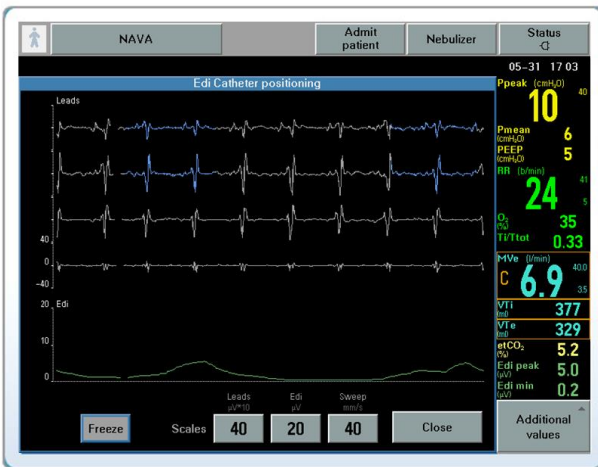 NAVA
Admit patient
Nebulizer
Status
05-31 17 03
Edi Catheter positioning
Leads
40
0
-40
20 Edi
10
0
Leads Edi Sweep
µV*10 µV mm/s
Freeze Scales 40 20 40 Close
Ppeak (cmH2O) 40
10
Pmean 6
(cmH2O)
PEEP 5
(cmH2O)
RR (b/min) 41
24 5
O2 35
(%)
Ti/Ttot 0.33
MVe (l/min) 40.0
C 6.9 3.5
VTi 377
(ml)
VTe 329
(ml)
etCO2 5.2
(%)
Edi peak 5.0
(µV)
Edi min 0.2
(µV)
Additional values